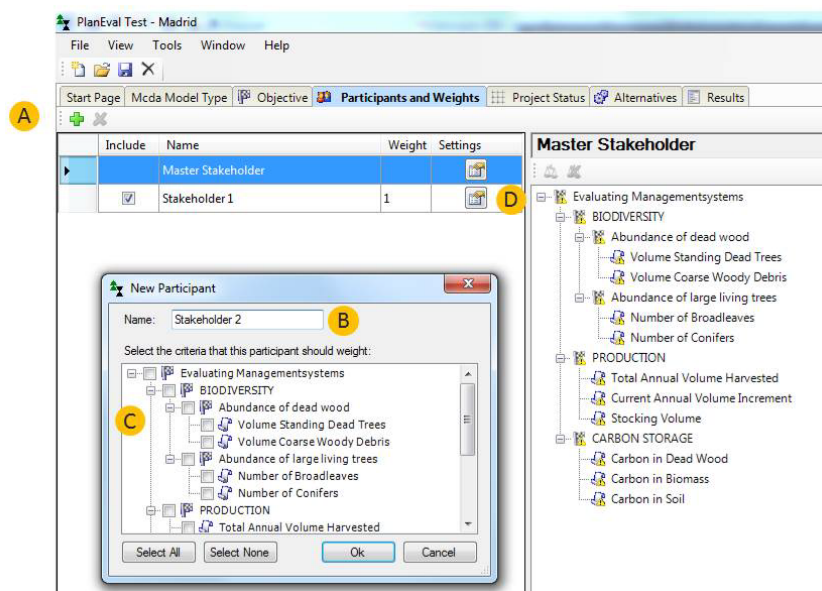 PlanEval Test - Madrid
File View Tools Window Help
Start Page Mcda Model Type Objective Participants and Weights Project Status Alternatives Results
A
Include Name Weight Settings
Master Stakeholder
Stakeholder 1 1
D
Master Stakeholder
Evaluating Managementsystems
BIODIVERSITY
Abundance of dead wood
Volume Standing Dead Trees
Volume Coarse Woody Debris
Abundance of large living trees
Number of Broadleaves
Number of Conifers
PRODUCTION
Total Annual Volume Harvested
Current Annual Volume Increment
Stocking Volume
CARBON STORAGE
Carbon in Dead Wood
Carbon in Biomass
Carbon in Soil
New Participant
Name: Stakeholder 2 B
Select the criteria that this participant should weight:
Evaluating Managementsystems
BIODIVERSITY
Abundance of dead wood
C
Volume Standing Dead Trees
Volume Coarse Woody Debris
Abundance of large living trees
Number of Broadleaves
Number of Conifers
PRODUCTION
Total Annual Volume Harvested
Select All Select None Ok Cancel